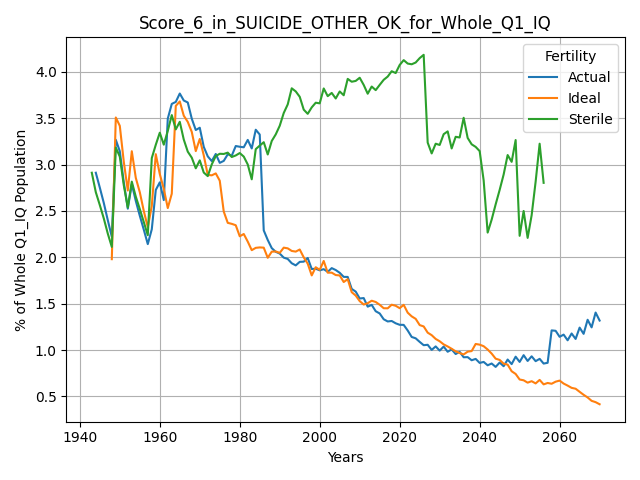 Score_6_in_SUICIDE_OTHER_OK_for_Whole_Q1_IQ
Fertility
Actual
Ideal
Sterile
% of Whole Q1_IQ Population
4.0
3.5
3.0
2.5
2.0
1.5
1.0
0.5
1940
1960
1980
2000
2020
2040
2060
Years